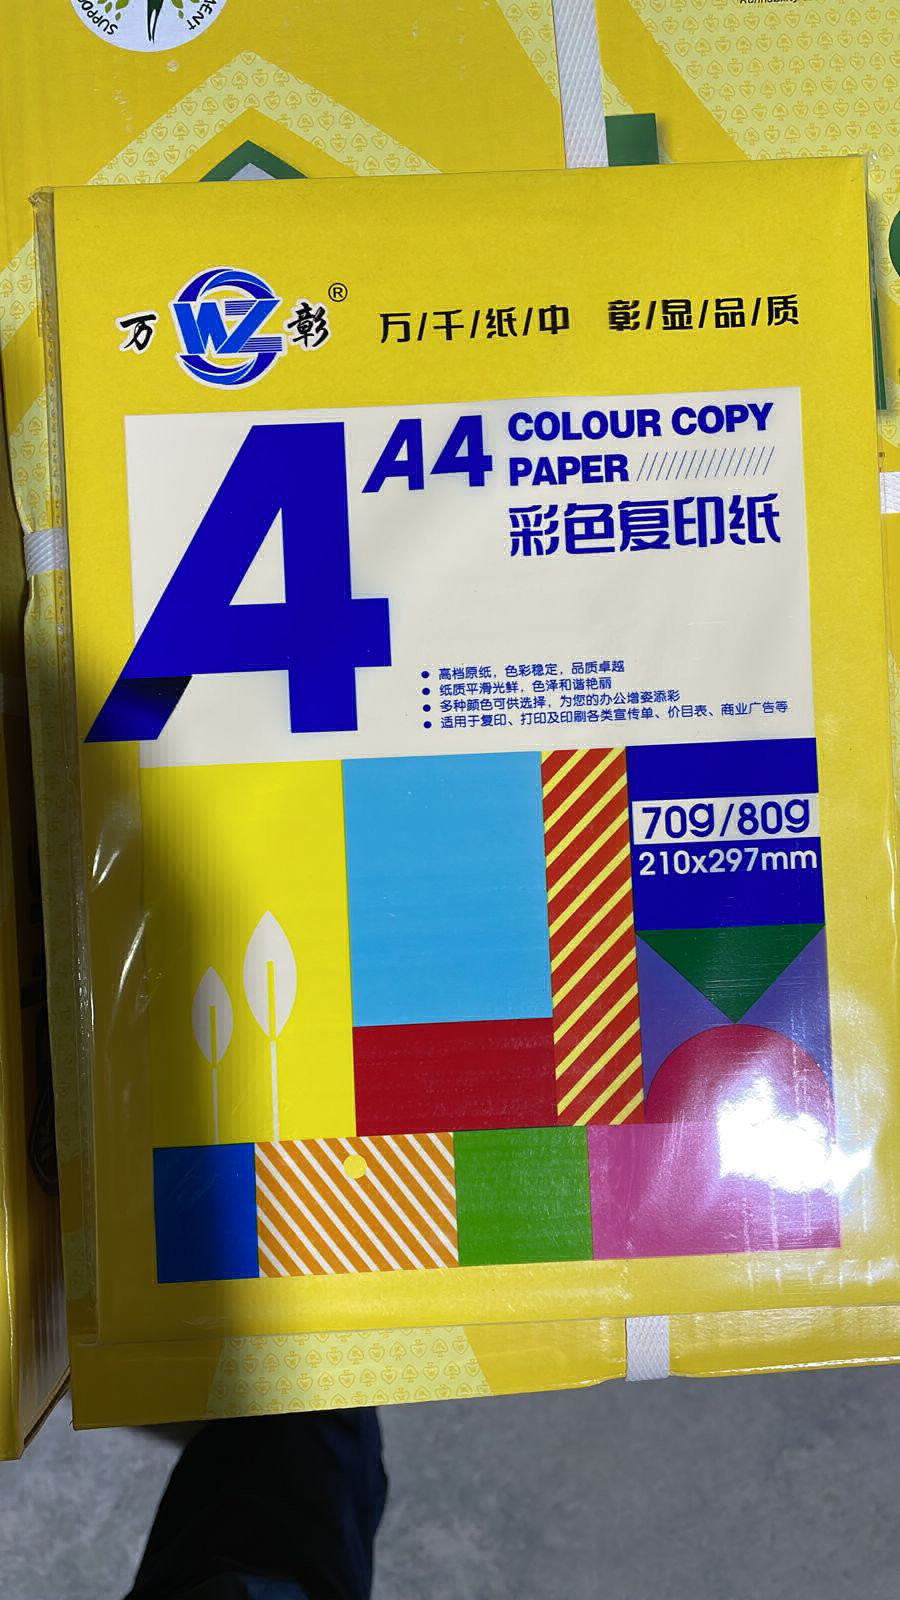 SUPPO
MENT
万 WZ 彰 ®
万/千/纸/中 彰/显/品/质
A4
A4 COLOUR COPY
PAPER //////////////
彩色复印纸
● 高档原纸，色彩稳定，品质卓越
● 纸质平滑光鲜，色泽和谐艳丽
● 多种颜色可供选择，为您的办公增姿添彩
● 适用于复印、打印及印刷各类宣传单、价目表、商业广告等
70g/80g
210x297mm